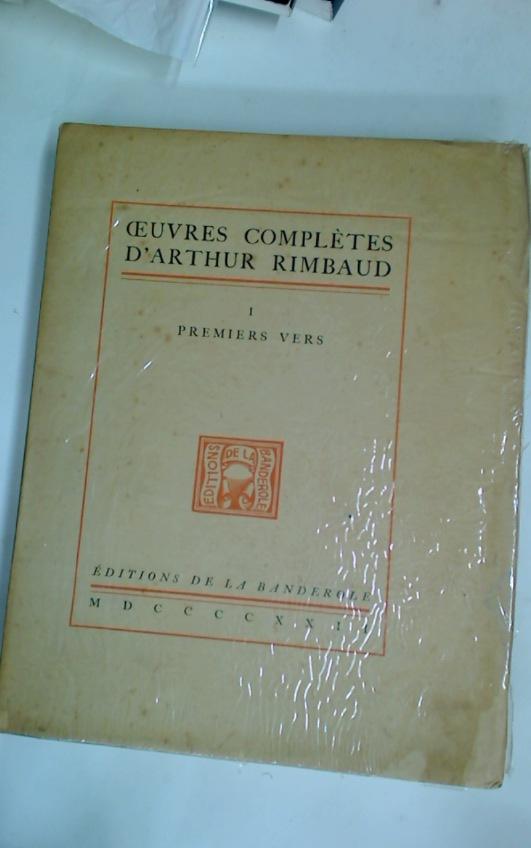 ŒUVRES COMPLÈTES
D'ARTHUR RIMBAUD
I
PREMIERS VERS
EDITIONS DE LA BANDEROLE
ÉDITIONS DE LA BANDEROLE
M D C C C C X X I I